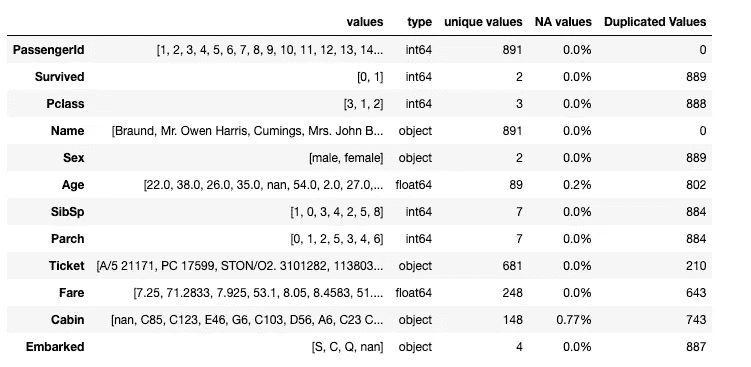 values type unique values NA values Duplicated Values
PassengerId [1, 2, 3, 4, 5, 6, 7, 8, 9, 10, 11, 12, 13, 14... int64 891 0.0% 0
Survived [0, 1] int64 2 0.0% 889
Pclass [3, 1, 2] int64 3 0.0% 888
Name [Braund, Mr. Owen Harris, Cumings, Mrs. John B... object 891 0.0% 0
Sex [male, female] object 2 0.0% 889
Age [22.0, 38.0, 26.0, 35.0, nan, 54.0, 2.0, 27.0,... float64 89 0.2% 802
SibSp [1, 0, 3, 4, 2, 5, 8] int64 7 0.0% 884
Parch [0, 1, 2, 5, 3, 4, 6] int64 7 0.0% 884
Ticket [A/5 21171, PC 17599, STON/O2. 3101282, 113803... object 681 0.0% 210
Fare [7.25, 71.2833, 7.925, 53.1, 8.05, 8.4583, 51.... float64 248 0.0% 643
Cabin [nan, C85, C123, E46, G6, C103, D56, A6, C23 C... object 148 0.77% 743
Embarked [S, C, Q, nan] object 4 0.0% 887